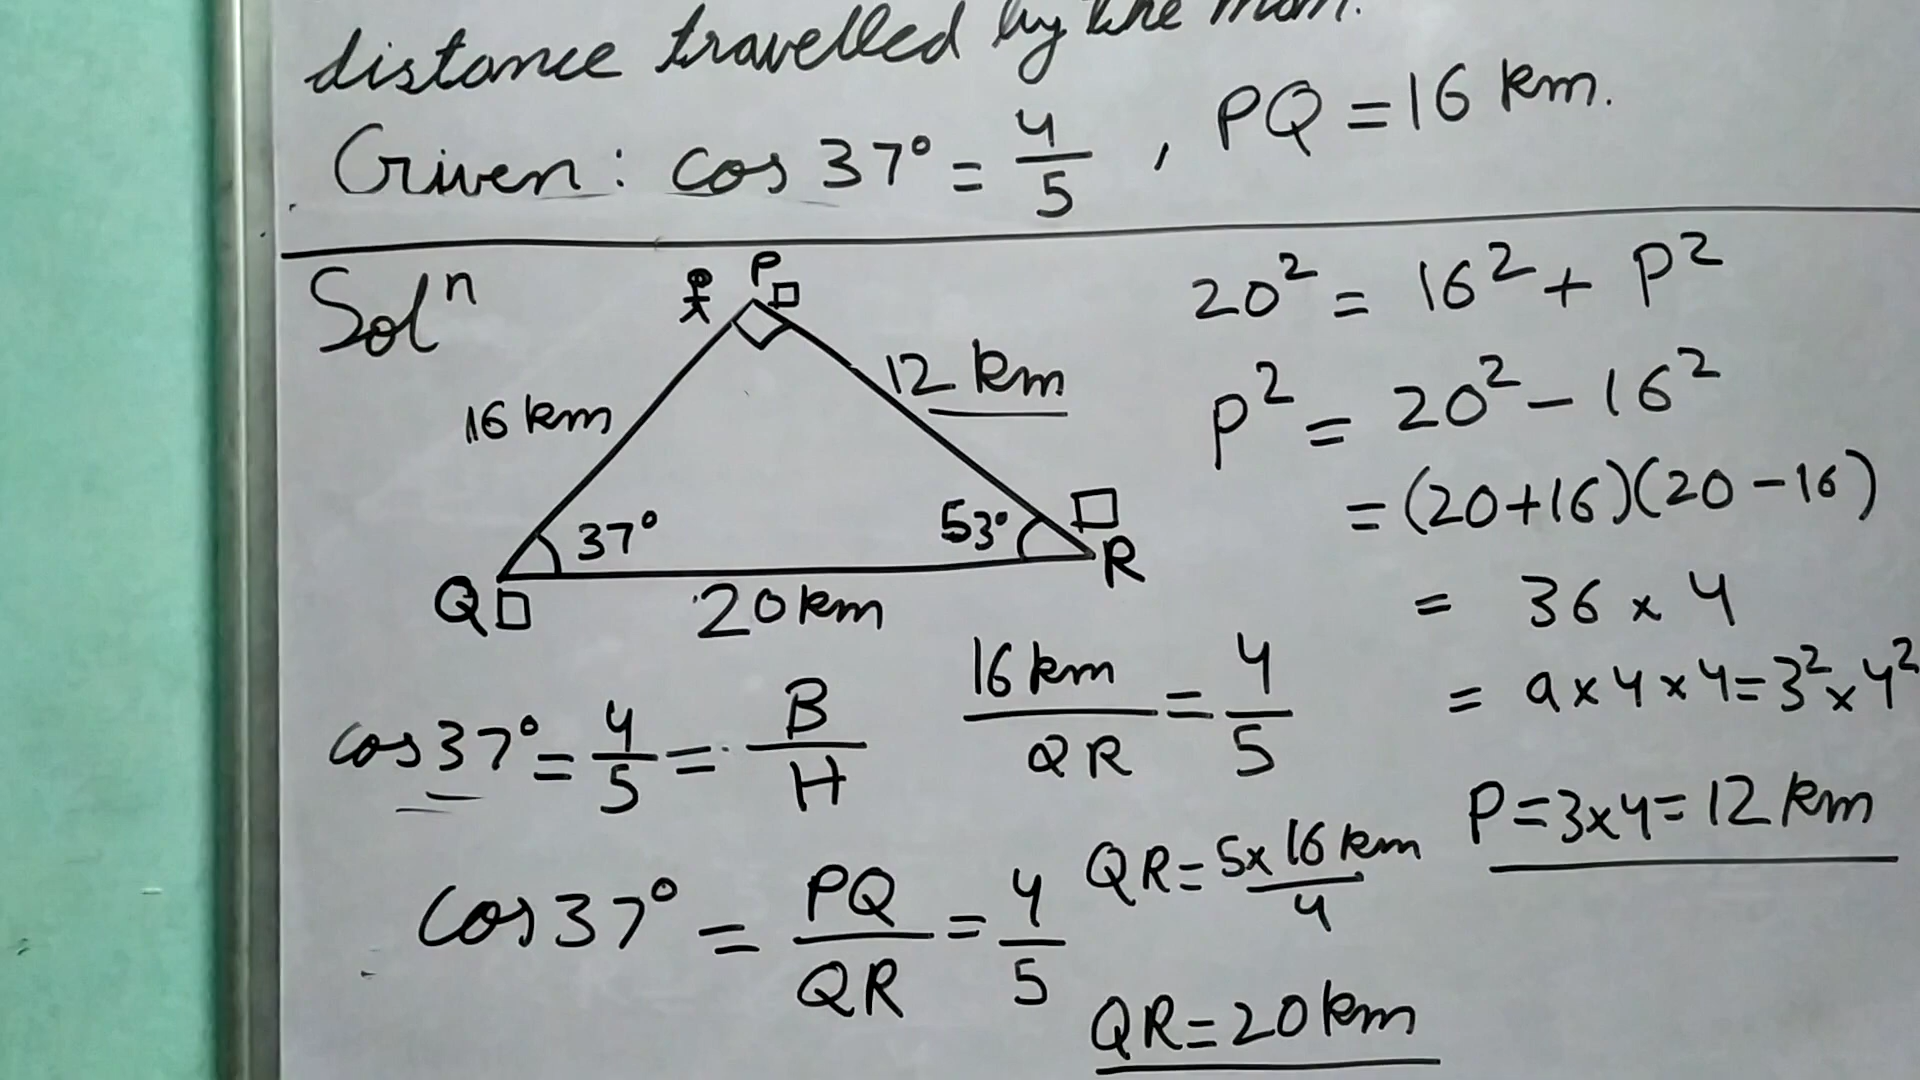 distance travelled by the man.
Given: cos 37° = 4/5 , PQ = 16 km.
Solⁿ
P
16 km
12 km
37°
53°
Q
R
20 km
cos 37° = 4/5 = B/H
cos 37° = PQ/QR = 4/5
16 km/QR = 4/5
QR = 5 x 16 km/4
QR = 20 km
20² = 16² + P²
P² = 20² - 16²
= (20+16)(20-16)
= 36 x 4
= 9 x 4 x 4 = 3² x 4²
P = 3 x 4 = 12 km